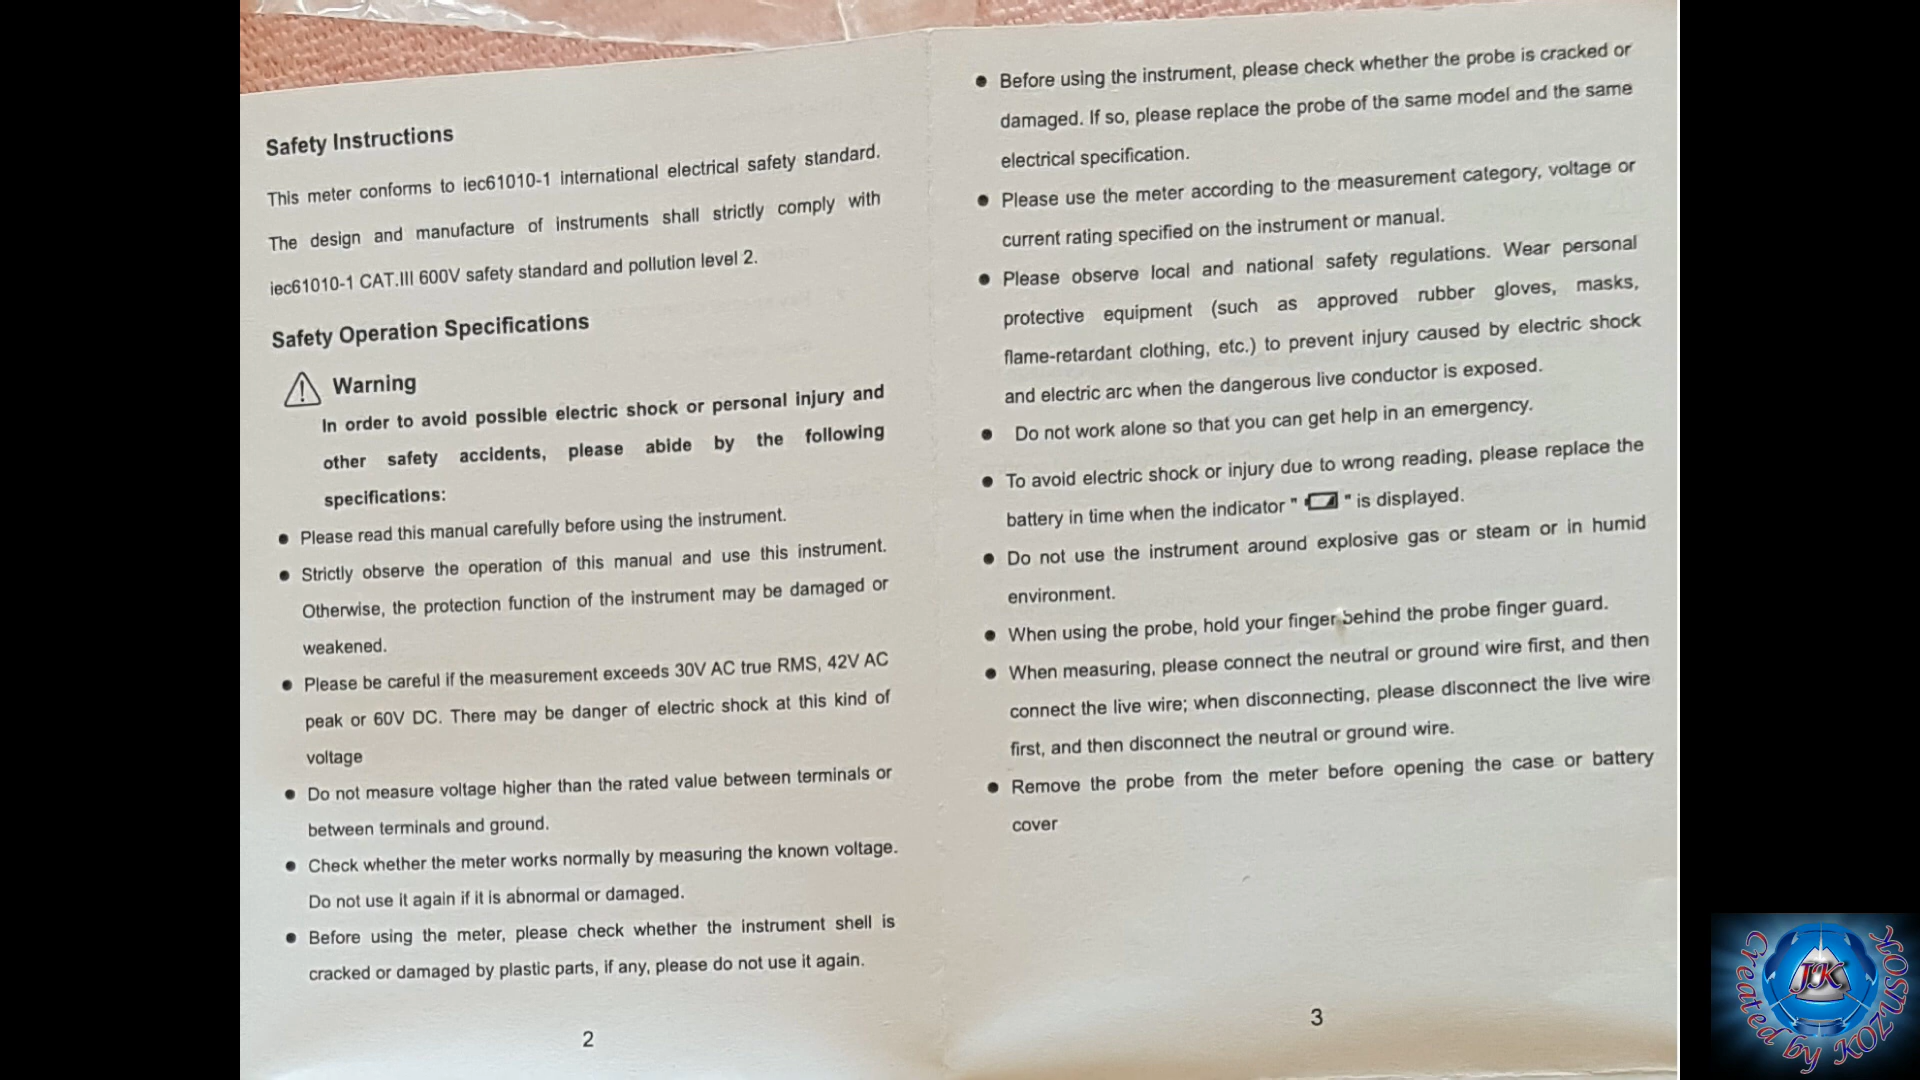 Safety Instructions
This meter conforms to iec61010-1 international electrical safety standard.
The design and manufacture of instruments shall strictly comply with
iec61010-1 CAT.III 600V safety standard and pollution level 2.
Safety Operation Specifications
Warning
In order to avoid possible electric shock or personal injury and
other safety accidents, please abide by the following
specifications:
● Please read this manual carefully before using the instrument.
● Strictly observe the operation of this manual and use this instrument.
Otherwise, the protection function of the instrument may be damaged or
weakened.
● Please be careful if the measurement exceeds 30V AC true RMS, 42V AC
peak or 60V DC. There may be danger of electric shock at this kind of
voltage
● Do not measure voltage higher than the rated value between terminals or
between terminals and ground.
● Check whether the meter works normally by measuring the known voltage.
Do not use it again if it is abnormal or damaged.
● Before using the meter, please check whether the instrument shell is
cracked or damaged by plastic parts, if any, please do not use it again.
2
● Before using the instrument, please check whether the probe is cracked or
damaged. If so, please replace the probe of the same model and the same
electrical specification.
● Please use the meter according to the measurement category, voltage or
current rating specified on the instrument or manual.
● Please observe local and national safety regulations. Wear personal
protective equipment (such as approved rubber gloves, masks,
flame-retardant clothing, etc.) to prevent injury caused by electric shock
and electric arc when the dangerous live conductor is exposed.
● Do not work alone so that you can get help in an emergency.
● To avoid electric shock or injury due to wrong reading, please replace the
battery in time when the indicator " " is displayed.
● Do not use the instrument around explosive gas or steam or in humid
environment.
● When using the probe, hold your finger behind the probe finger guard.
● When measuring, please connect the neutral or ground wire first, and then
connect the live wire; when disconnecting, please disconnect the live wire
first, and then disconnect the neutral or ground wire.
● Remove the probe from the meter before opening the case or battery
cover
3
JK
Created by KOZNUSOK